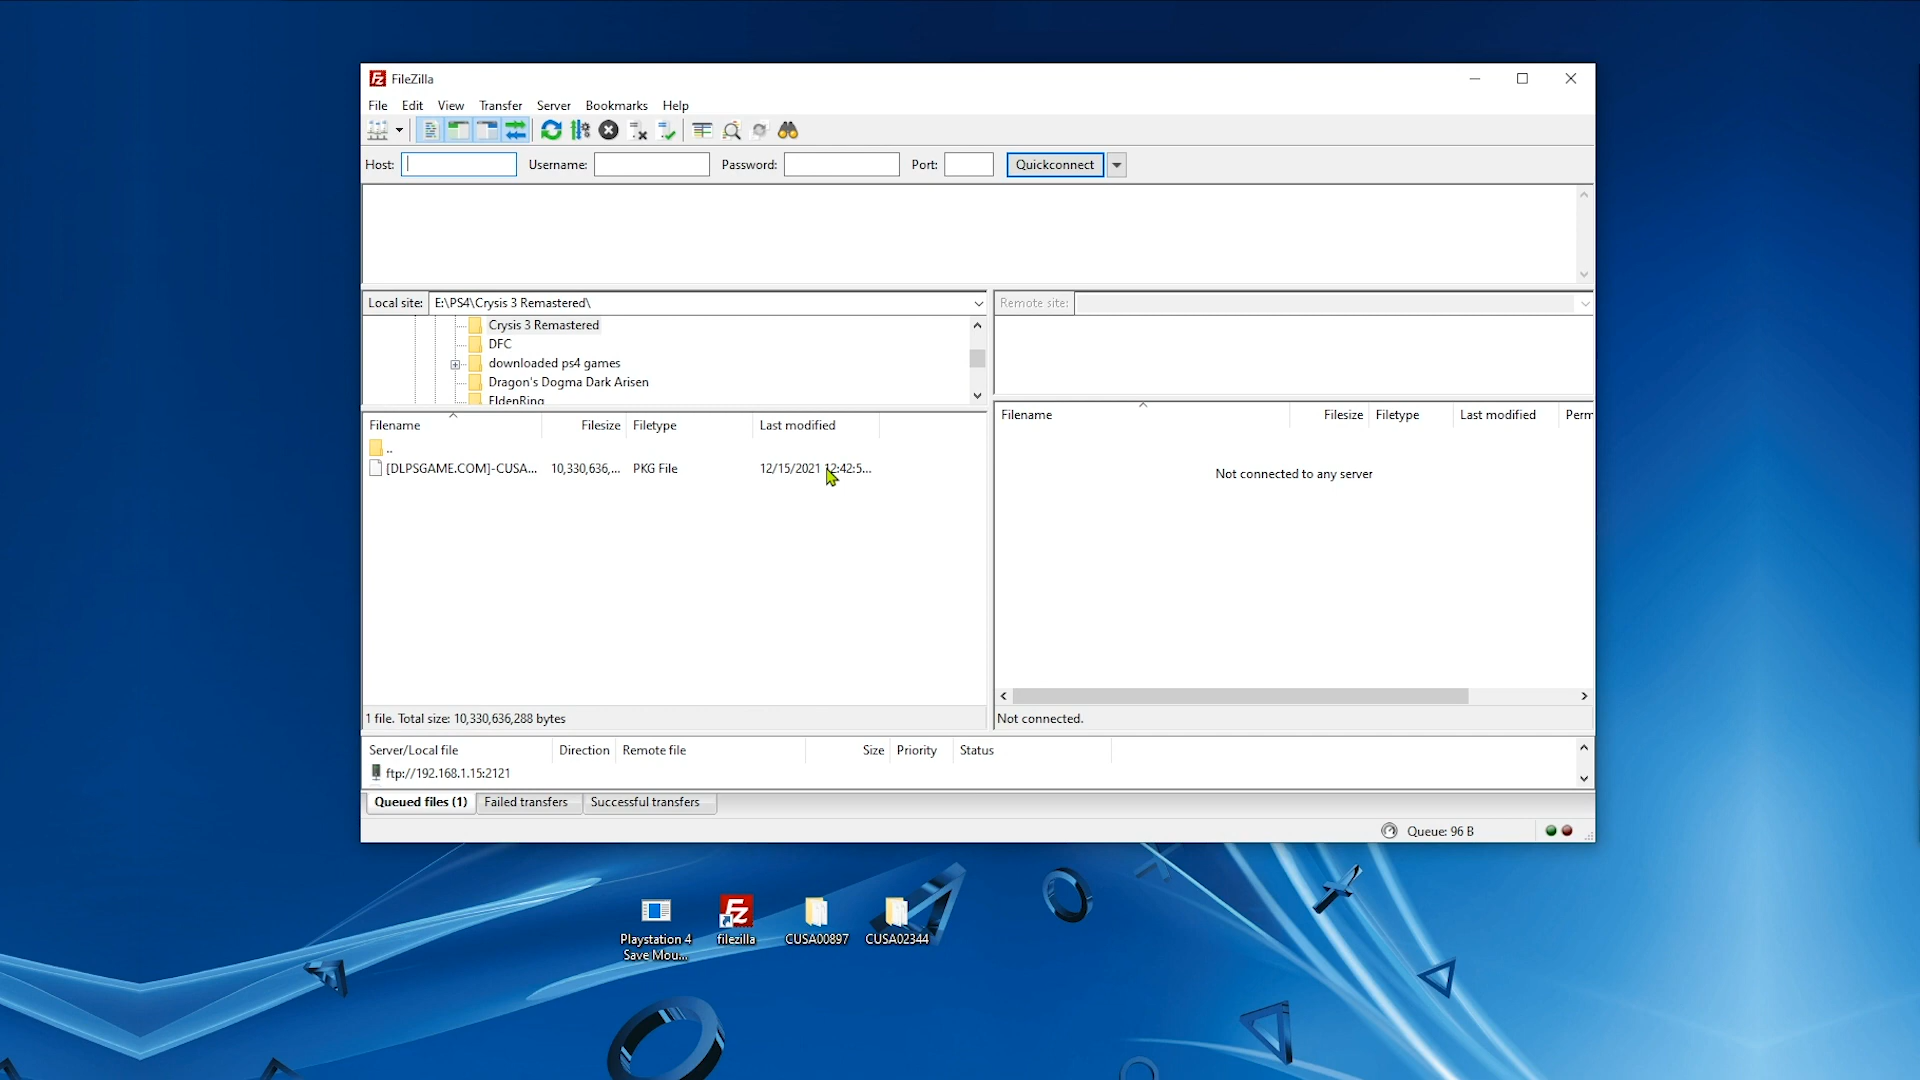 FileZilla
File Edit View Transfer Server Bookmarks Help
Host: Username: Password: Port: Quickconnect
Local site: E:\PS4\Crysis 3 Remastered\
Crysis 3 Remastered
DFC
downloaded ps4 games
Dragon's Dogma Dark Arisen
EldenRing
Filename Filesize Filetype Last modified
..
[DLPSGAME.COM]-CUSA... 10,330,636,... PKG File 12/15/2021 12:42:5...
1 file. Total size: 10,330,636,288 bytes
Remote site:
Filename Filesize Filetype Last modified Perm
Not connected to any server
Not connected.
Server/Local file Direction Remote file Size Priority Status
ftp://192.168.1.15:2121
Queued files (1) Failed transfers Successful transfers
Queue: 96 B
Playstation 4
Save Mou...
filezilla
CUSA00897
CUSA02344